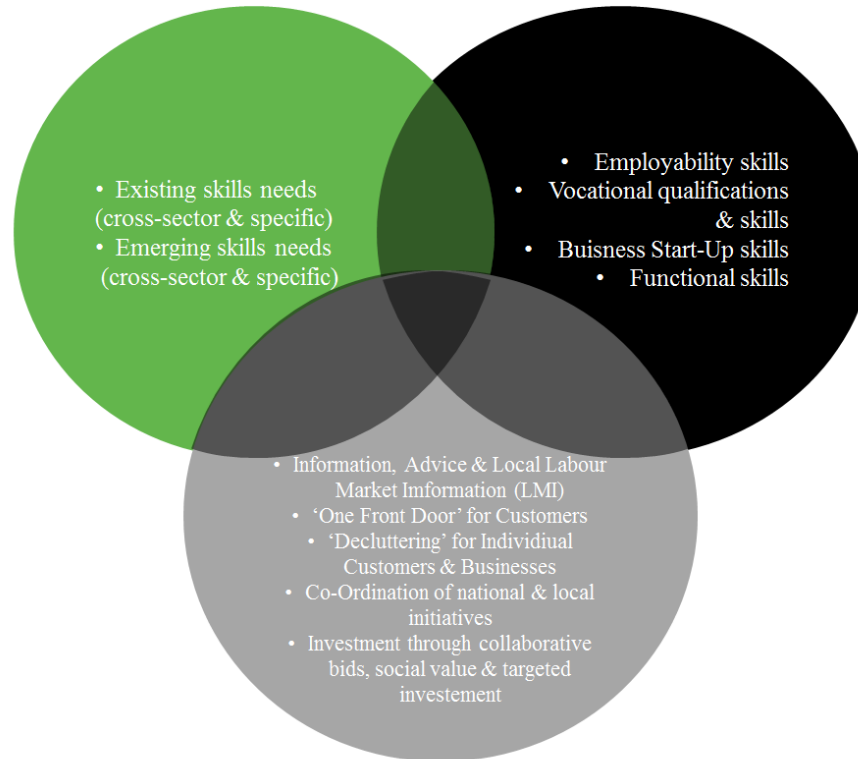 • Existing skills needs
(cross-sector & specific)
• Emerging skills needs
(cross-sector & specific)
• Employability skills
• Vocational qualifications
& skills
• Buisness Start-Up skills
• Functional skills
• Information, Advice & Local Labour
Market Imformation (LMI)
• ‘One Front Door’ for Customers
• ‘Decluttering’ for Individiual
Customers & Businesses
• Co-Ordination of national & local
initiatives
• Investment through collaborative
bids, social value & targeted
investement